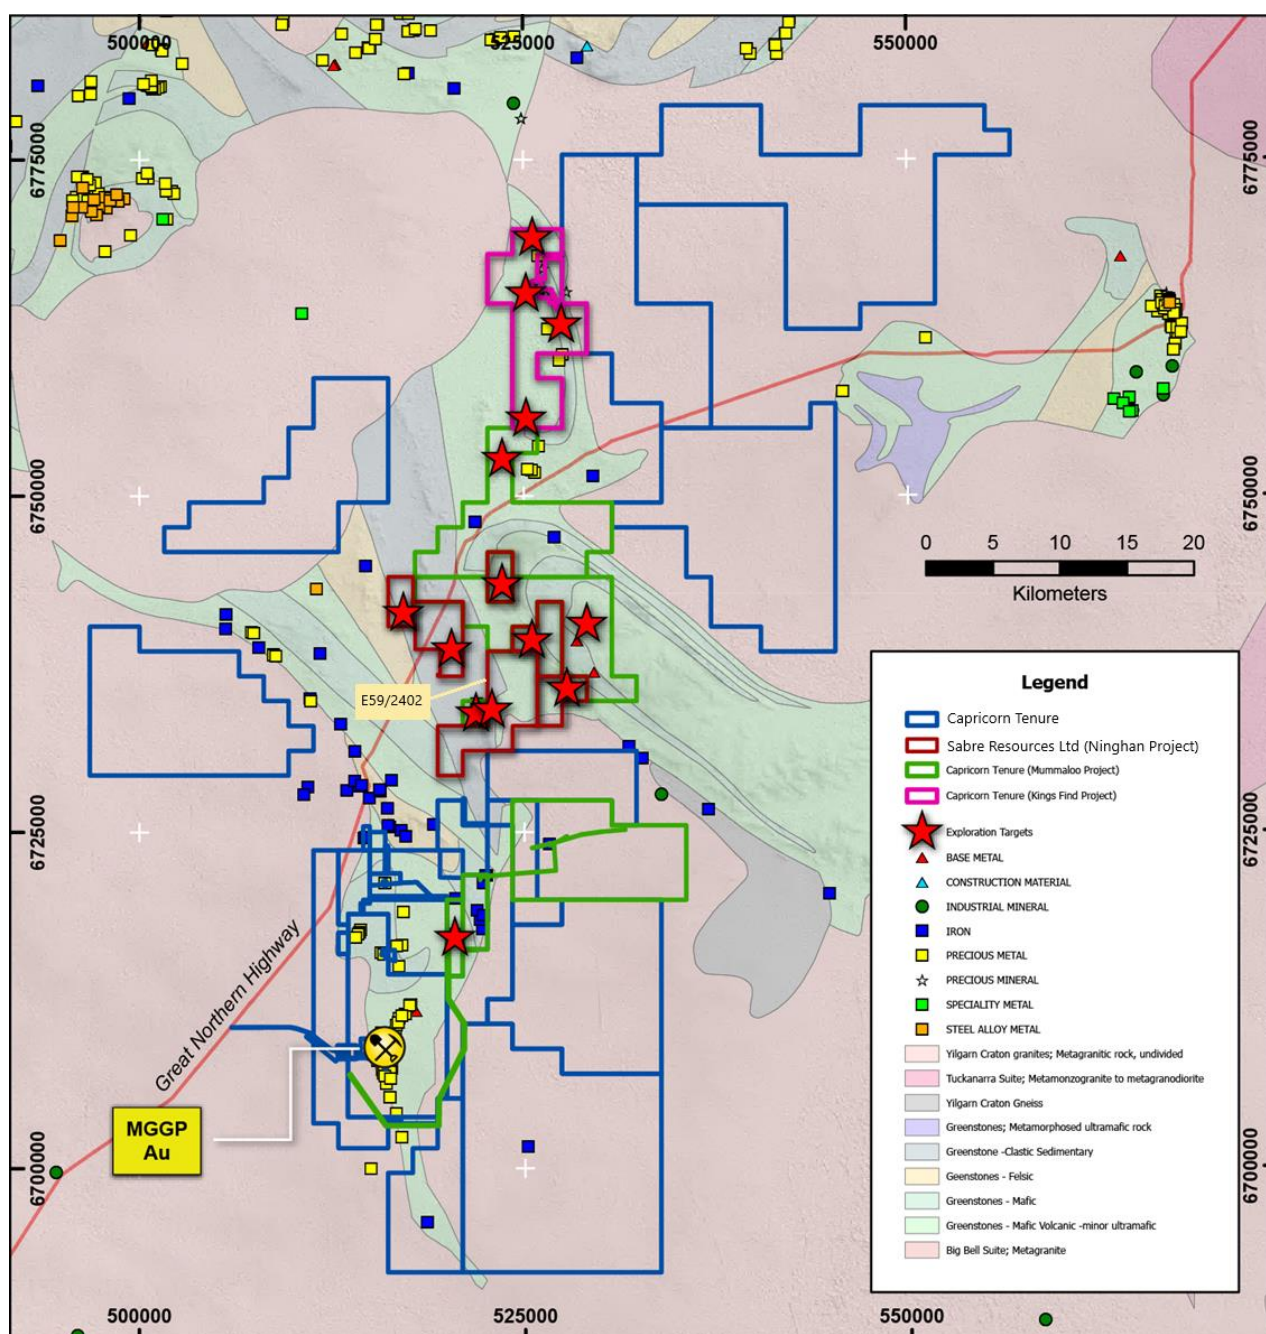 500000
525000
550000
6775000
6775000
6750000
6750000
0 5 10 15 20
Kilometers
E59/2402
6725000
6725000
Great Northern Highway
MGGP
Au
6700000
6700000
Legend
Capricorn Tenure
Sabre Resources Ltd (Ninghan Project)
Capricorn Tenure (Mummaloo Project)
Capricorn Tenure (Kings Find Project)
Exploration Targets
BASE METAL
CONSTRUCTION MATERIAL
INDUSTRIAL MINERAL
IRON
PRECIOUS METAL
PRECIOUS MINERAL
SPECIALITY METAL
STEEL ALLOY METAL
Yilgarn Craton granites; Metagranitic rock, undivided
Tuckanarra Suite; Metamonzogranite to metagranodiorite
Yilgarn Craton Gneiss
Greenstones; Metamorphosed ultramafic rock
Greenstone -Clastic Sedimentary
Geenstones - Felsic
Greenstones - Mafic
Greenstones - Mafic Volcanic -minor ultramafic
Big Bell Suite; Metagranite
500000
525000
550000